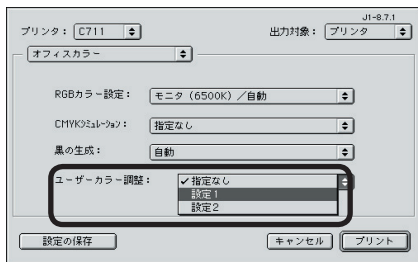 J1-8.7.1
プリンタ： C711 出力対象： プリンタ
オフィスカラー
RGBカラー設定： モニタ（6500K）／自動
CMYKシミュレーション： 指定なし
黒の生成： 自動
ユーザーカラー調整： ✓指定なし
設定1
設定2
設定の保存 キャンセル プリント